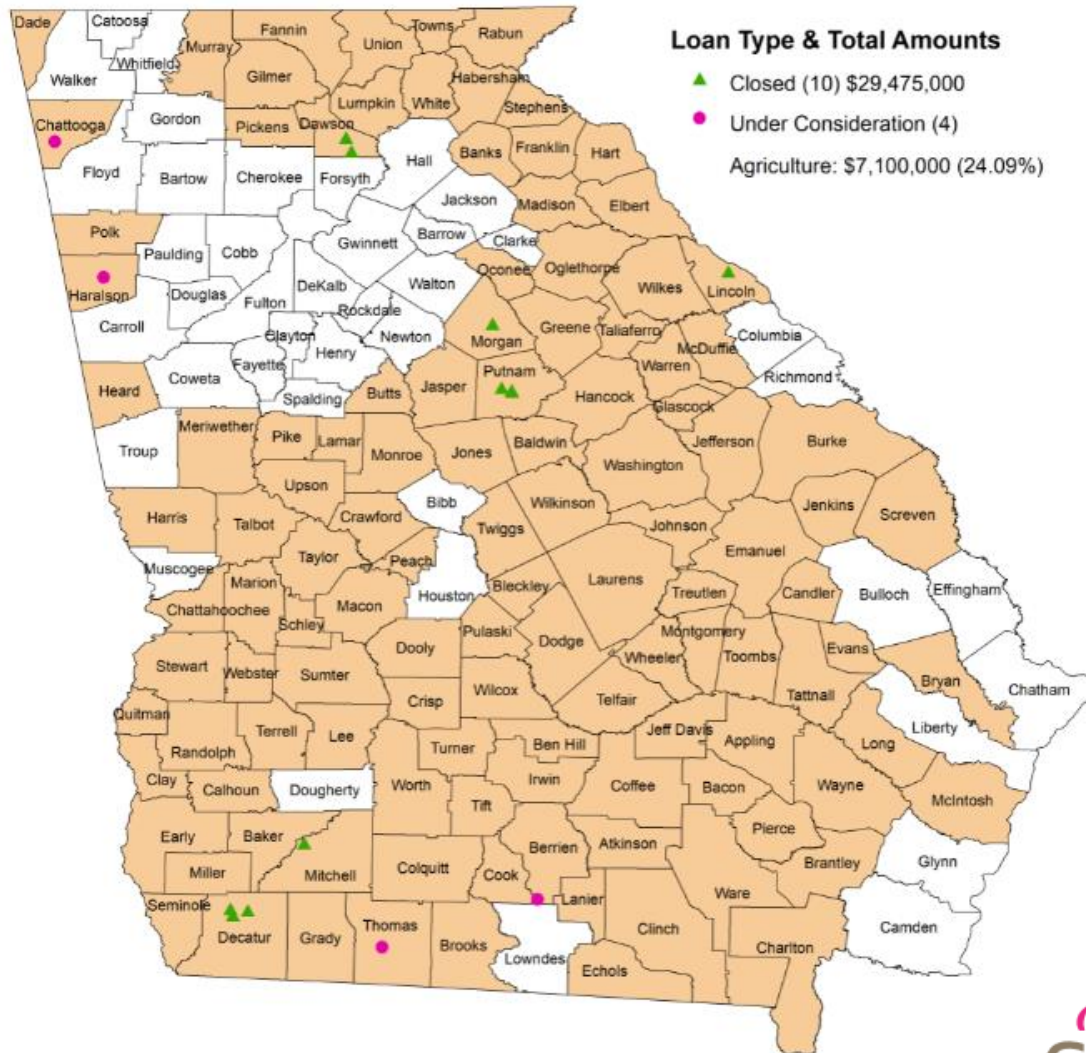 Loan Type & Total Amounts
Closed (10) $29,475,000
Under Consideration (4)
Agriculture: $7,100,000 (24.09%)
Dade
Catoosa
Whitfield
Walker
Murray
Fannin
Union
Towns
Rabun
Gilmer
Habersham
Lumpkin
White
Stephens
Chattooga
Gordon
Pickens
Dawson
Banks
Franklin
Hart
Hall
Floyd
Bartow
Cherokee
Forsyth
Jackson
Madison
Elbert
Polk
Paulding
Cobb
Gwinnett
Barrow
Clarke
Oconee
Oglethorpe
Wilkes
Lincoln
Haralson
Douglas
Fulton
DeKalb
Walton
Rockdale
Carroll
Clayton
Henry
Newton
Morgan
Greene
Taliaferro
McDuffie
Columbia
Warren
Richmond
Heard
Coweta
Fayette
Spalding
Butts
Jasper
Putnam
Hancock
Glascock
Troup
Meriwether
Pike
Lamar
Monroe
Jones
Baldwin
Washington
Jefferson
Burke
Upson
Bibb
Wilkinson
Jenkins
Screven
Harris
Talbot
Crawford
Twiggs
Johnson
Emanuel
Taylor
Peach
Muscogee
Marion
Houston
Bleckley
Laurens
Treutlen
Candler
Bulloch
Effingham
Chattahoochee
Schley
Macon
Pulaski
Dodge
Montgomery
Dooly
Wheeler
Toombs
Evans
Stewart
Webster
Sumter
Wilcox
Telfair
Tattnall
Bryan
Chatham
Crisp
Quitman
Terrell
Lee
Liberty
Randolph
Turner
Ben Hill
Jeff Davis
Appling
Long
Clay
Calhoun
Dougherty
Worth
Irwin
Coffee
Bacon
Wayne
McIntosh
Tift
Early
Baker
Pierce
Miller
Mitchell
Colquitt
Cook
Berrien
Atkinson
Brantley
Glynn
Ware
Seminole
Lanier
Decatur
Grady
Thomas
Brooks
Lowndes
Clinch
Charlton
Camden
Echols